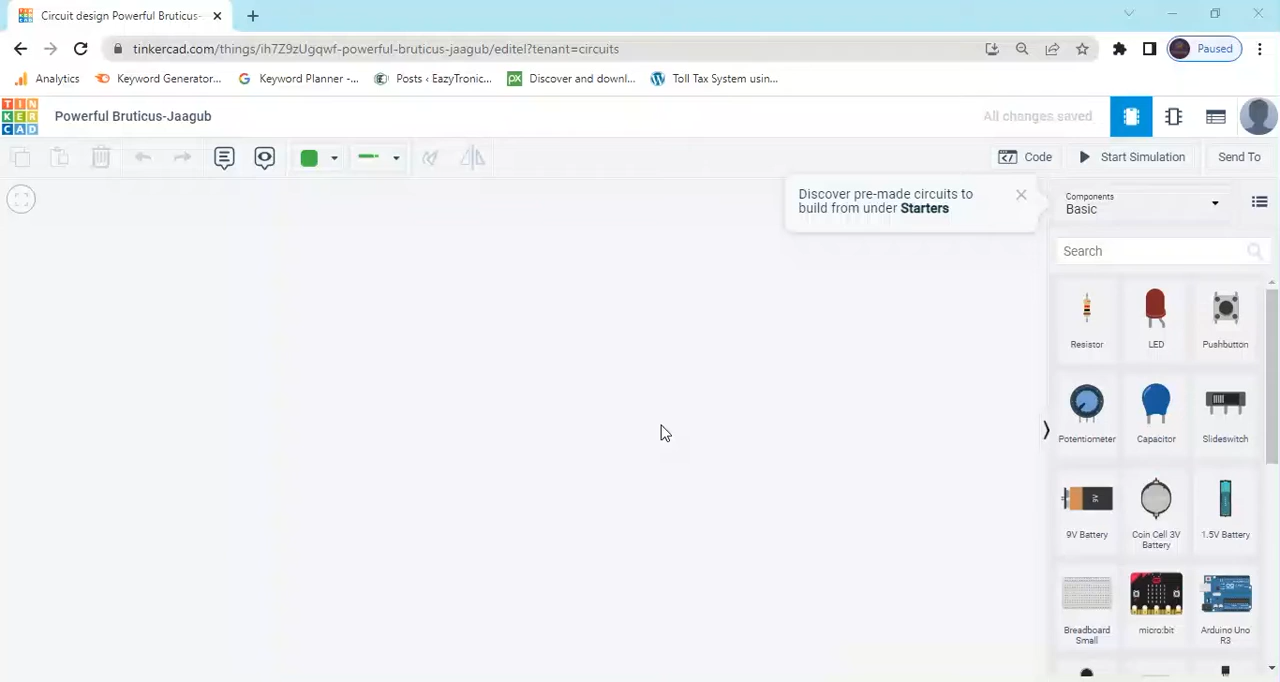 Circuit design Powerful Bruticus-
tinkercad.com/things/ih7Z9zUgqwf-powerful-bruticus-jaagub/editel?tenant=circuits
Paused
Analytics
Keyword Generator...
Keyword Planner -...
Posts ‹ EazyTronic...
Discover and downl...
Toll Tax System usin...
TIN
KER
CAD
Powerful Bruticus-Jaagub
All changes saved
Code
Start Simulation
Send To
Discover pre-made circuits to
build from under Starters
Components
Basic
Search
Resistor
LED
Pushbutton
Potentiometer
Capacitor
Slideswitch
9V
9V Battery
Coin Cell 3V
Battery
1.5V Battery
Breadboard
Small
micro:bit
Arduino Uno
R3